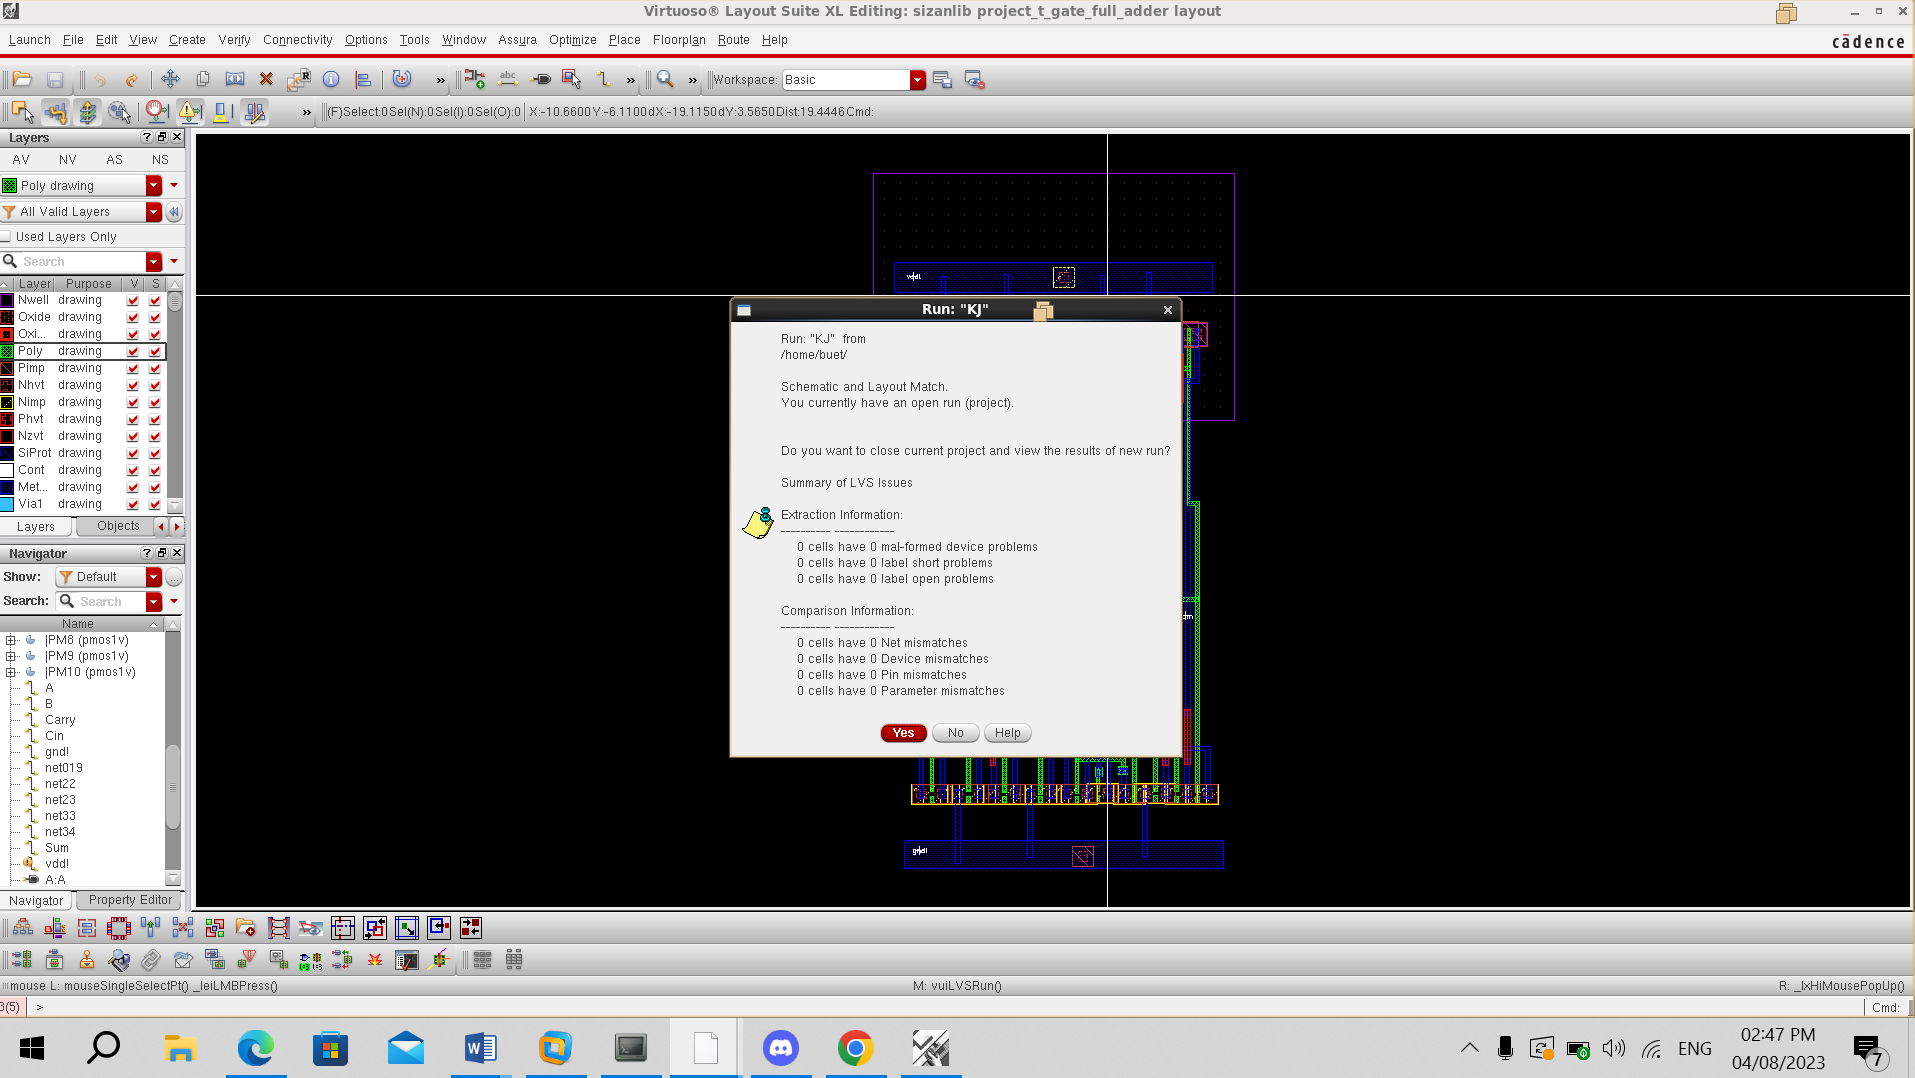 Virtuoso® Layout Suite XL Editing: sizanlib project_t_gate_full_adder layout
Launch File Edit View Create Verify Connectivity Options Tools Window Assura Optimize Place Floorplan Route Help
cādence
» » » Workspace: Basic
» (F)Select:0 Sel(N):0 Sel(I):0 Sel(O):0 X:-10.6600 Y:-6.1100 dX:-19.1150 dY:3.5650 Dist:19.4446 Cmd:
Layers
AV NV AS NS
Poly drawing
All Valid Layers
Used Layers Only
Search
Layer Purpose V S
Nwell drawing
Oxide drawing
Oxi... drawing
Poly drawing
Pimp drawing
Nhvt drawing
Nimp drawing
Phvt drawing
Nzvt drawing
SiProt drawing
Cont drawing
Met... drawing
Via1 drawing
Layers Objects
Navigator
Show: Default
Search: Search
Name
|PM8 (pmos1v)
|PM9 (pmos1v)
|PM10 (pmos1v)
A
B
Carry
Cin
gnd!
net019
net22
net23
net33
net34
Sum
vdd!
A:A
Navigator Property Editor
Run: "KJ"
Run: "KJ" from
/home/buet/
Schematic and Layout Match.
You currently have an open run (project).
Do you want to close current project and view the results of new run?
Summary of LVS Issues
Extraction Information:
---------- ------------
0 cells have 0 mal-formed device problems
0 cells have 0 label short problems
0 cells have 0 label open problems
Comparison Information:
---------- ------------
0 cells have 0 Net mismatches
0 cells have 0 Device mismatches
0 cells have 0 Pin mismatches
0 cells have 0 Parameter mismatches
Yes No Help
mouse L: mouseSingleSelectPt() _leiLMBPress() M: vuiLVSRun() R: _lxHiMousePopUp()
3(5) > Cmd:
ENG
02:47 PM
04/08/2023
7